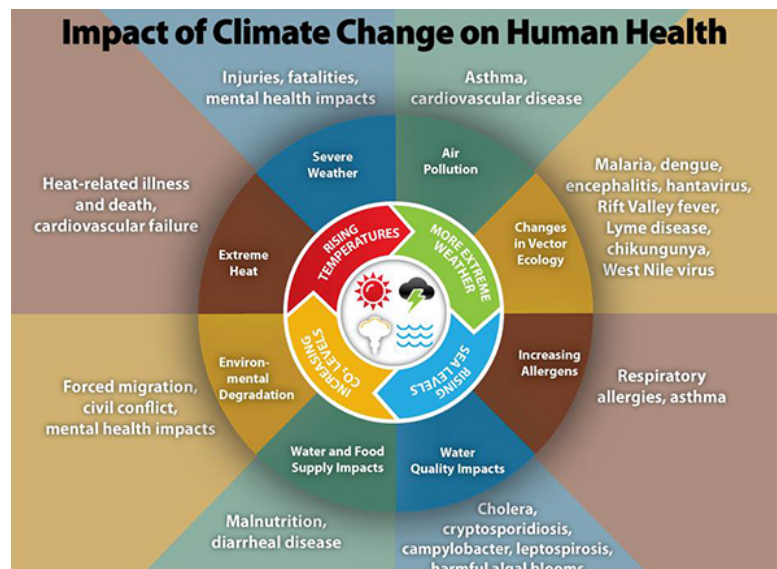 Impact of Climate Change on Human Health
Injuries, fatalities,
mental health impacts
Asthma,
cardiovascular disease
Severe
Weather
Air
Pollution
Heat-related illness
and death,
cardiovascular failure
Malaria, dengue,
encephalitis, hantavirus,
Rift Valley fever,
Lyme disease,
chikungunya,
West Nile virus
Extreme
Heat
RISING
TEMPERATURES
MORE EXTREME
WEATHER
Changes
in Vector
Ecology
Environ-
mental
Degradation
INCREASING
CO₂ LEVELS
RISING
SEA LEVELS
Increasing
Allergens
Forced migration,
civil conflict,
mental health impacts
Respiratory
allergies, asthma
Water and Food
Supply Impacts
Water
Quality Impacts
Malnutrition,
diarrheal disease
Cholera,
cryptosporidiosis,
campylobacter, leptospirosis,
harmful algal blooms